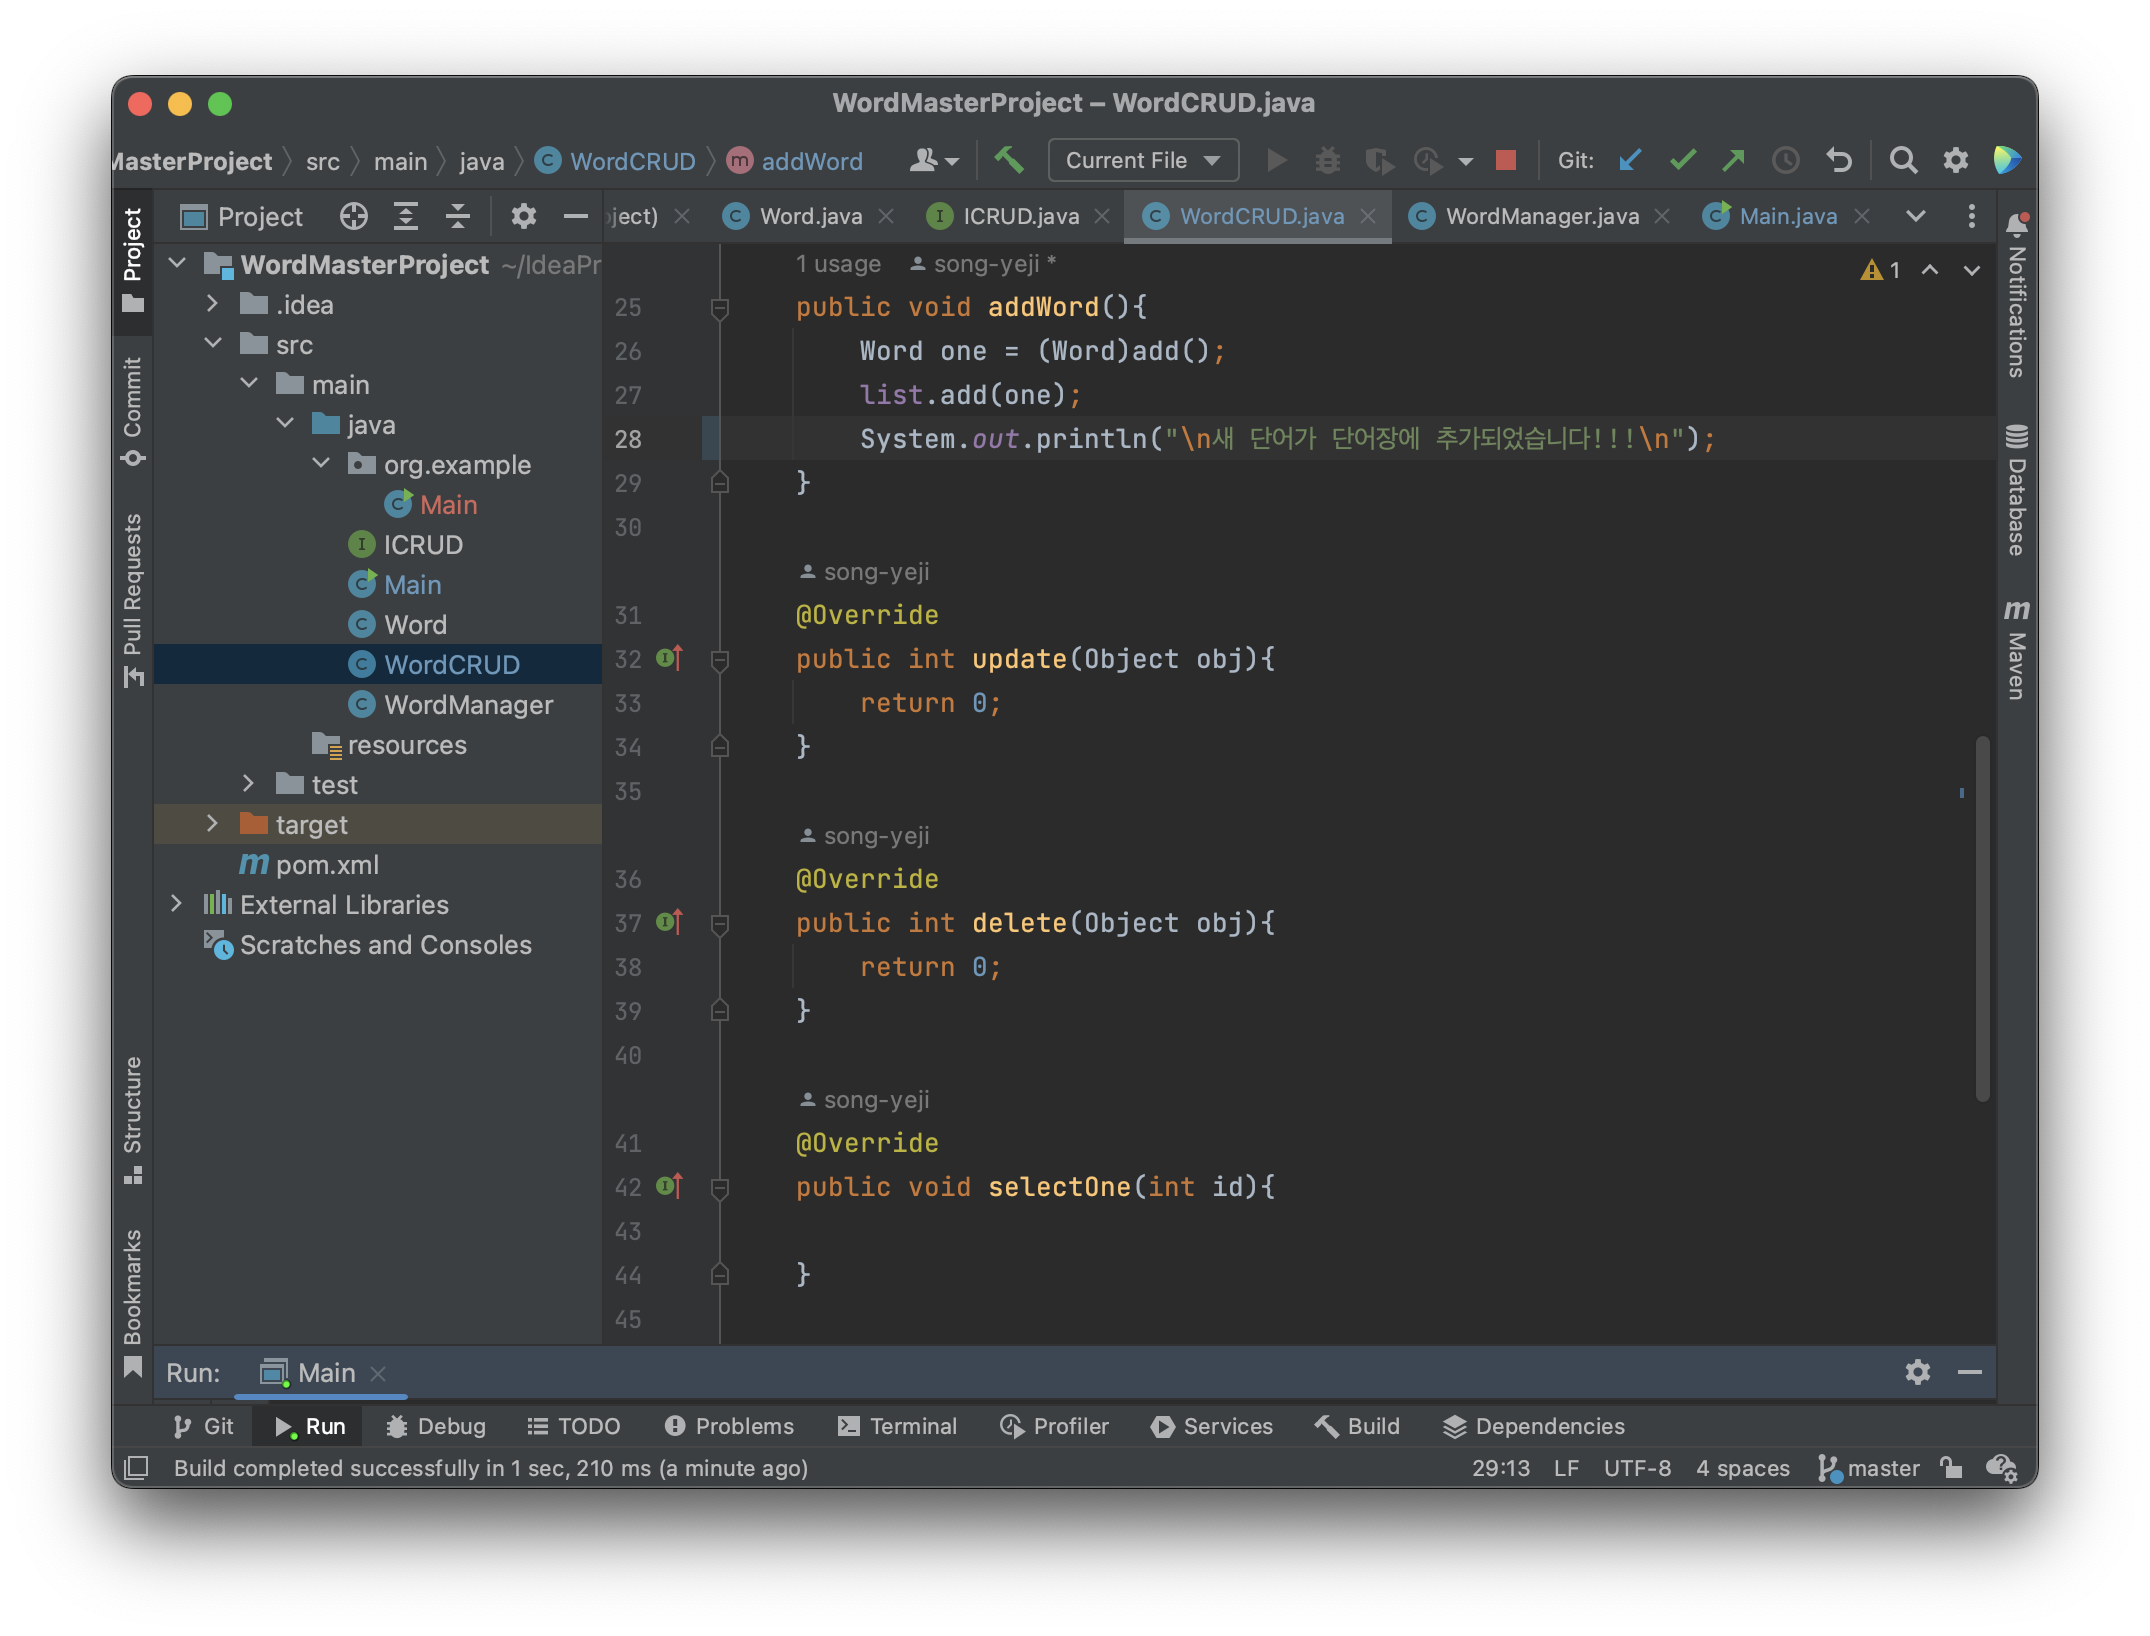 WordMasterProject – WordCRUD.java
MasterProject src main java WordCRUD addWord Current File Git:
Project ject) Word.java ICRUD.java WordCRUD.java WordManager.java Main.java
Project
Commit
Pull Requests
Structure
Bookmarks
WordMasterProject ~/IdeaPr
.idea
src
main
java
org.example
Main
ICRUD
Main
Word
WordCRUD
WordManager
resources
test
target
pom.xml
External Libraries
Scratches and Consoles
1 usage song-yeji *
1
25 public void addWord(){
26 Word one = (Word)add();
27 list.add(one);
28 System.out.println("\n새 단어가 단어장에 추가되었습니다!!!\n");
29 }
30
song-yeji
31 @Override
32 public int update(Object obj){
33 return 0;
34 }
35
song-yeji
36 @Override
37 public int delete(Object obj){
38 return 0;
39 }
40
song-yeji
41 @Override
42 public void selectOne(int id){
43
44 }
45
Notifications
Database
Maven
Run: Main
Git Run Debug TODO Problems Terminal Profiler Services Build Dependencies
Build completed successfully in 1 sec, 210 ms (a minute ago) 29:13 LF UTF-8 4 spaces master